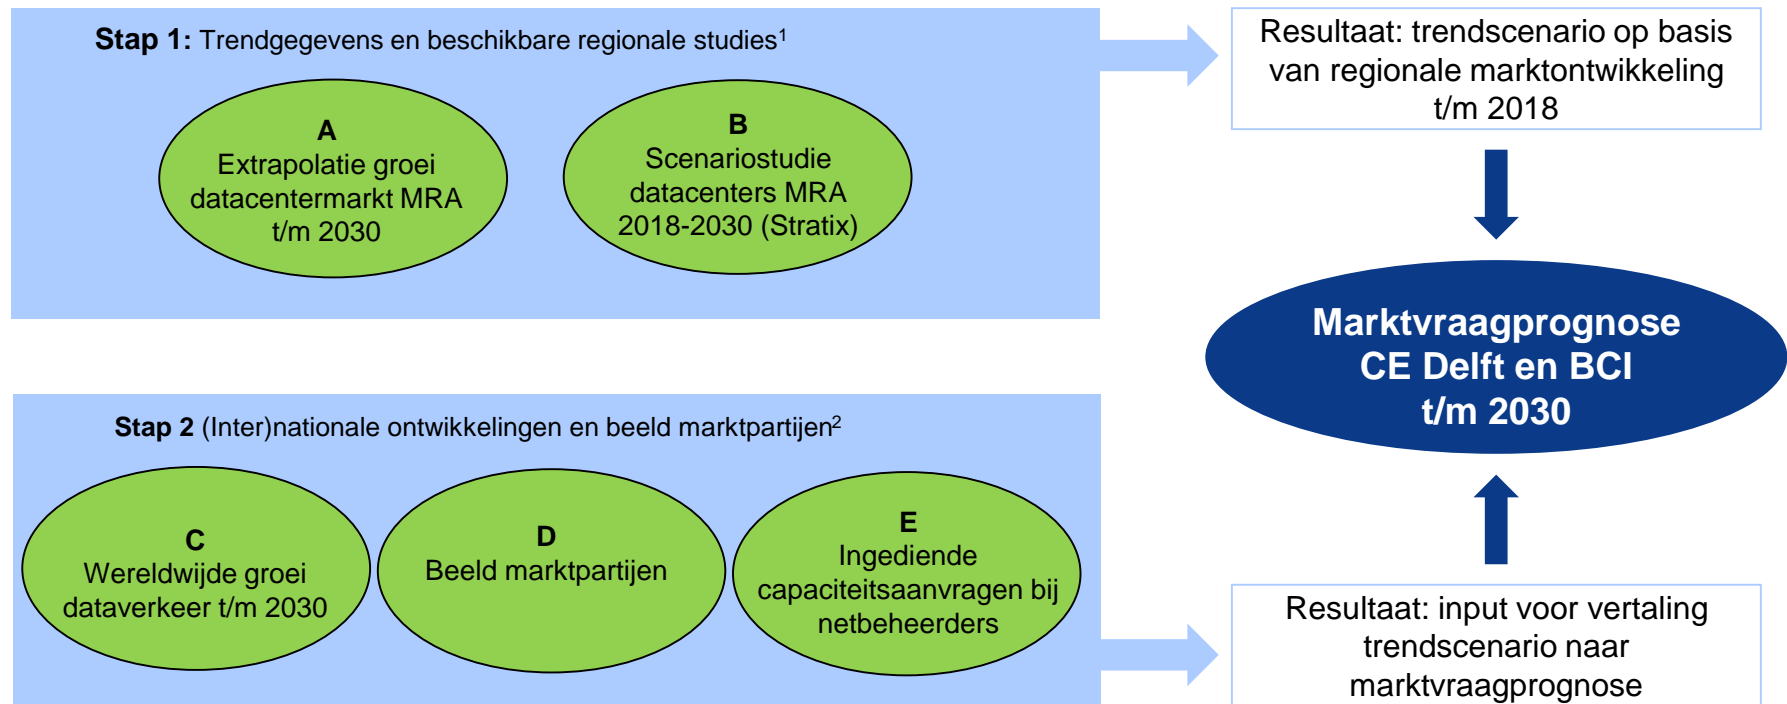 Stap 1: Trendgegevens en beschikbare regionale studies¹
A
Extrapolatie groei
datacentermarkt MRA
t/m 2030
B
Scenariostudie
datacenters MRA
2018-2030 (Stratix)
Resultaat: trendscenario op basis
van regionale marktontwikkeling
t/m 2018
Marktvraagprognose
CE Delft en BCI
t/m 2030
Stap 2 (Inter)nationale ontwikkelingen en beeld marktpartijen²
C
Wereldwijde groei
dataverkeer t/m 2030
D
Beeld marktpartijen
E
Ingediende
capaciteitsaanvragen bij
netbeheerders
Resultaat: input voor vertaling
trendscenario naar
marktvraagprognose